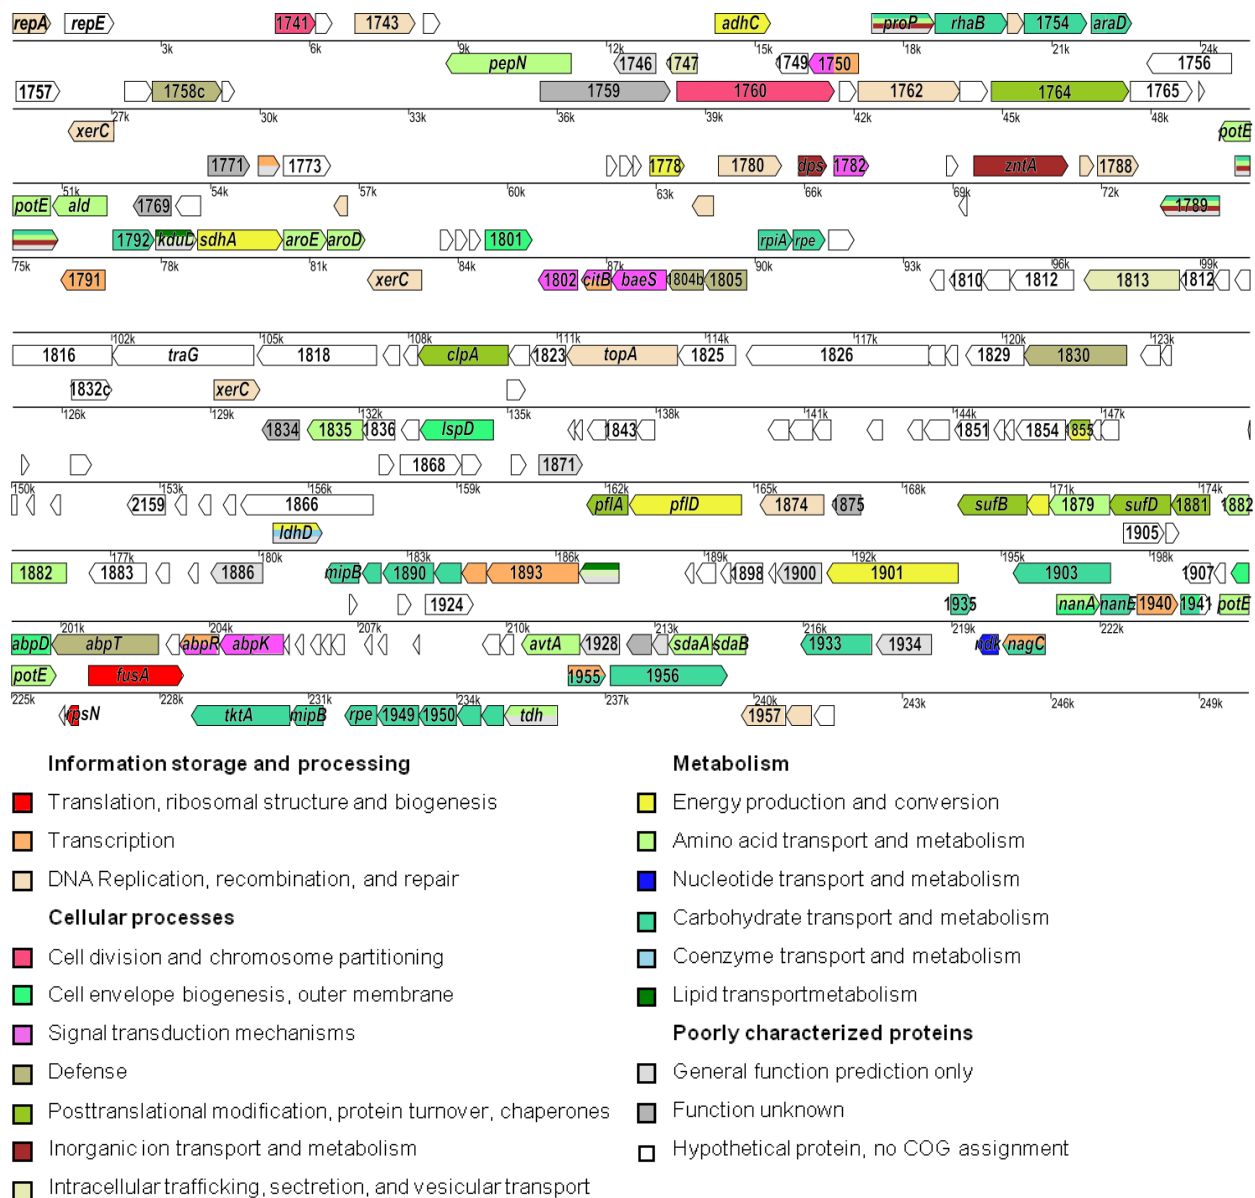 repA repE 1741 1743 adhC proP rhaB 1754 araD
3k 6k 9k 12k 15k 18k 21k 24k
pepN 1746 1747 1749 1750 1756
1757 1758c 1759 1760 1762 1764 1765
27k 30k 33k 36k 39k 42k 45k 48k
xerC potE
1771 1773 1778 1780 dps 1782 zntA 1788
51k 54k 57k 60k 63k 66k 69k 72k
potE ald 1769 1789
1792 kduD sdhA aroE aroD 1801 rpiA rpe
75k 78k 81k 84k 87k 90k 93k 96k 99k
1791 xerC 1802 citB baeS 1804b 1805 1810 1812 1813 1812
102k 105k 108k 111k 114k 117k 120k 123k
1816 traG 1818 clpA 1823 topA 1825 1826 1829 1830
1832c xerC
126k 129k 132k 135k 138k 141k 144k 147k
1834 1835 1836 lspD 1843 1851 1854 1855
1868 1871
150k 153k 156k 159k 162k 165k 168k 171k 174k
2159 1866 pflA pflD 1874 1875 sufB 1879 sufD 1881 1882
ldhD 1905
177k 180k 183k 186k 189k 192k 195k 198k
1882 1883 1886 mipB 1890 1893 1898 1900 1901 1903 1907
1924 1935 nanA nanE 1940 1941 potE
201k 204k 207k 210k 213k 216k 219k 222k
abpD abpT abpR abpK avtA 1928 sdaA sdaB 1933 1934 ndk nagC
potE fusA 1955 1956
225k 228k 231k 234k 237k 240k 243k 246k 249k
rpsN tktA mipB rpe 1949 1950 tdh 1957
Information storage and processing
Translation, ribosomal structure and biogenesis
Transcription
DNA Replication, recombination, and repair
Cellular processes
Cell division and chromosome partitioning
Cell envelope biogenesis, outer membrane
Signal transduction mechanisms
Defense
Posttranslational modification, protein turnover, chaperones
Inorganic ion transport and metabolism
Intracellular trafficking, sectretion, and vesicular transport
Metabolism
Energy production and conversion
Amino acid transport and metabolism
Nucleotide transport and metabolism
Carbohydrate transport and metabolism
Coenzyme transport and metabolism
Lipid transportmetabolism
Poorly characterized proteins
General function prediction only
Function unknown
Hypothetical protein, no COG assignment